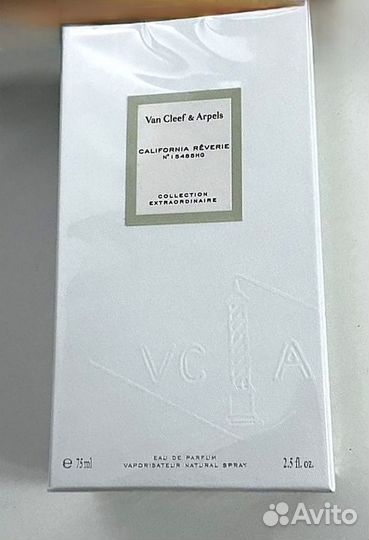 Van Cleef & Arpels
CALIFORNIA RÊVERIE
N°15485HG
COLLECTION
EXTRAORDINAIRE
VC A
EAU DE PARFUM
℮ 75 ml
VAPORISATEUR NATURAL SPRAY
2.5 fl. oz.
Avito